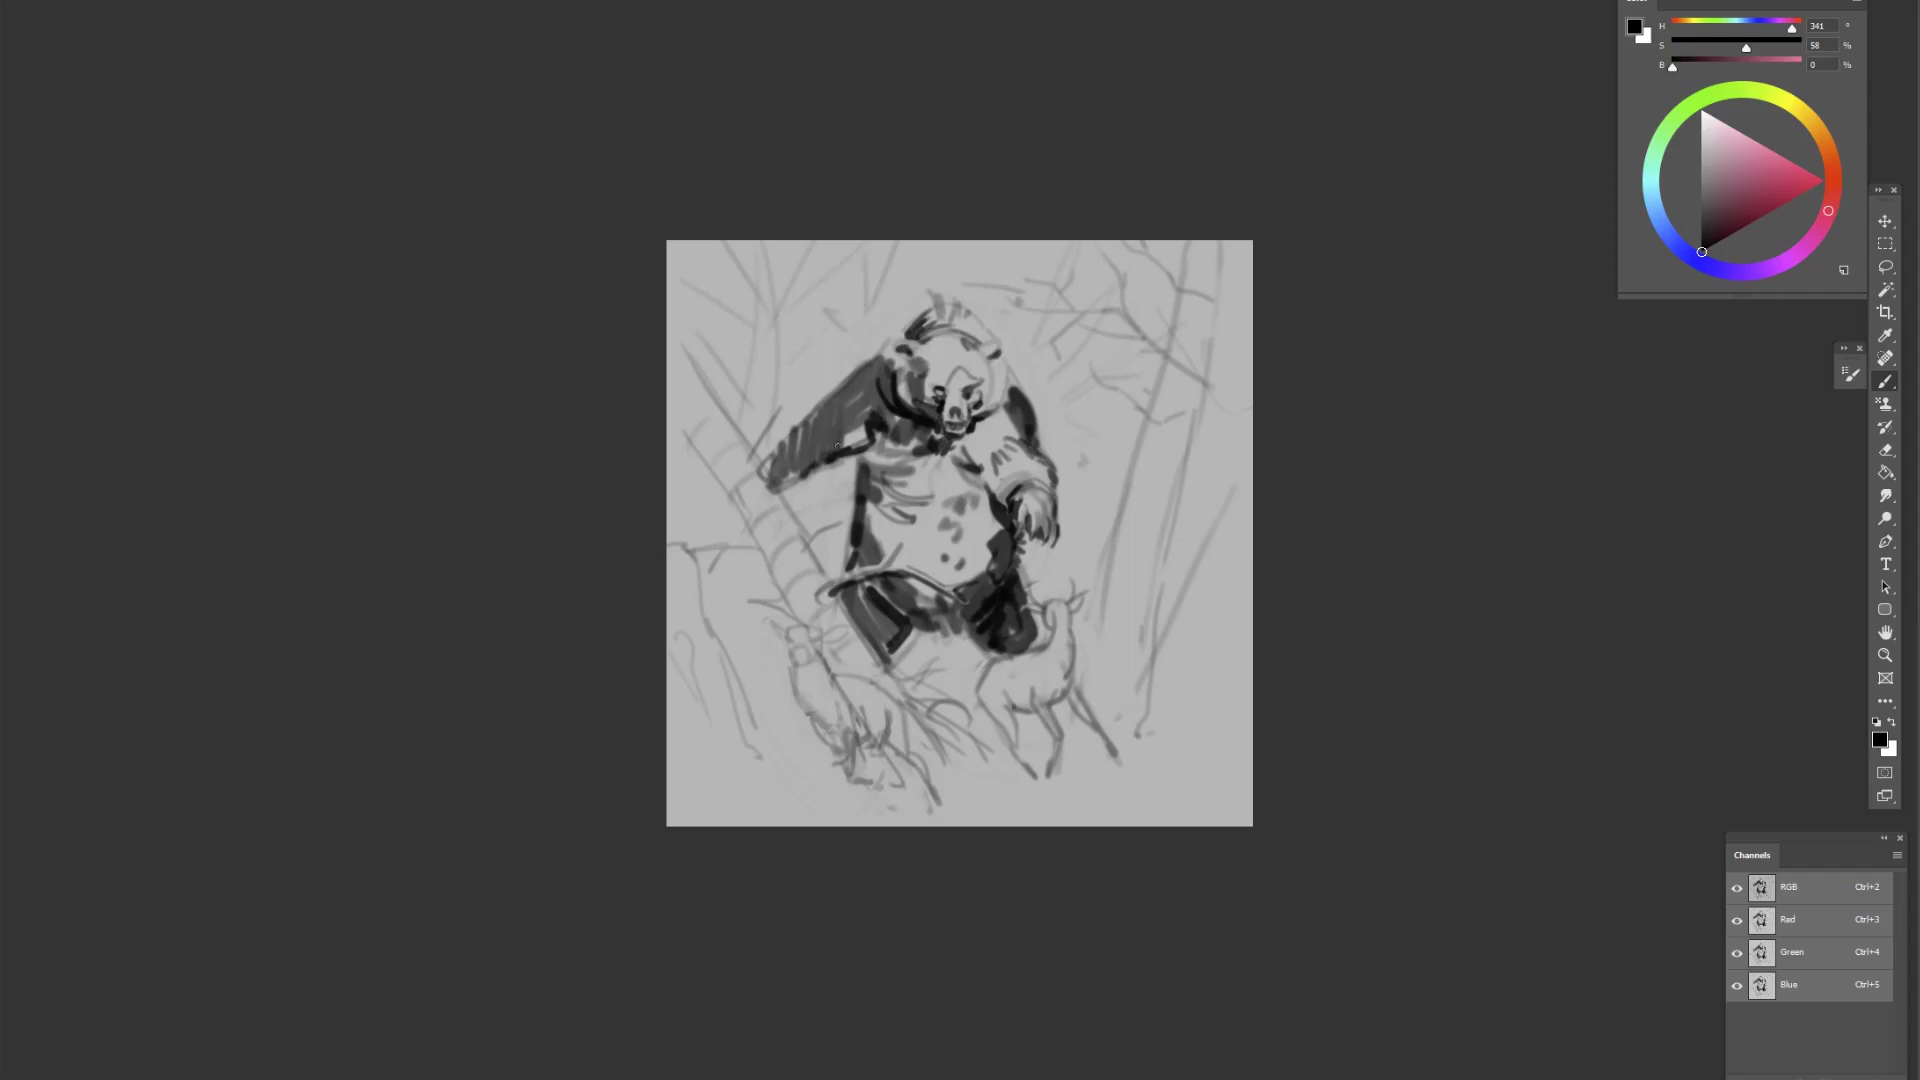 H 341 °
S 58 %
B 0 %
Channels
RGB Ctrl+2
Red Ctrl+3
Green Ctrl+4
Blue Ctrl+5